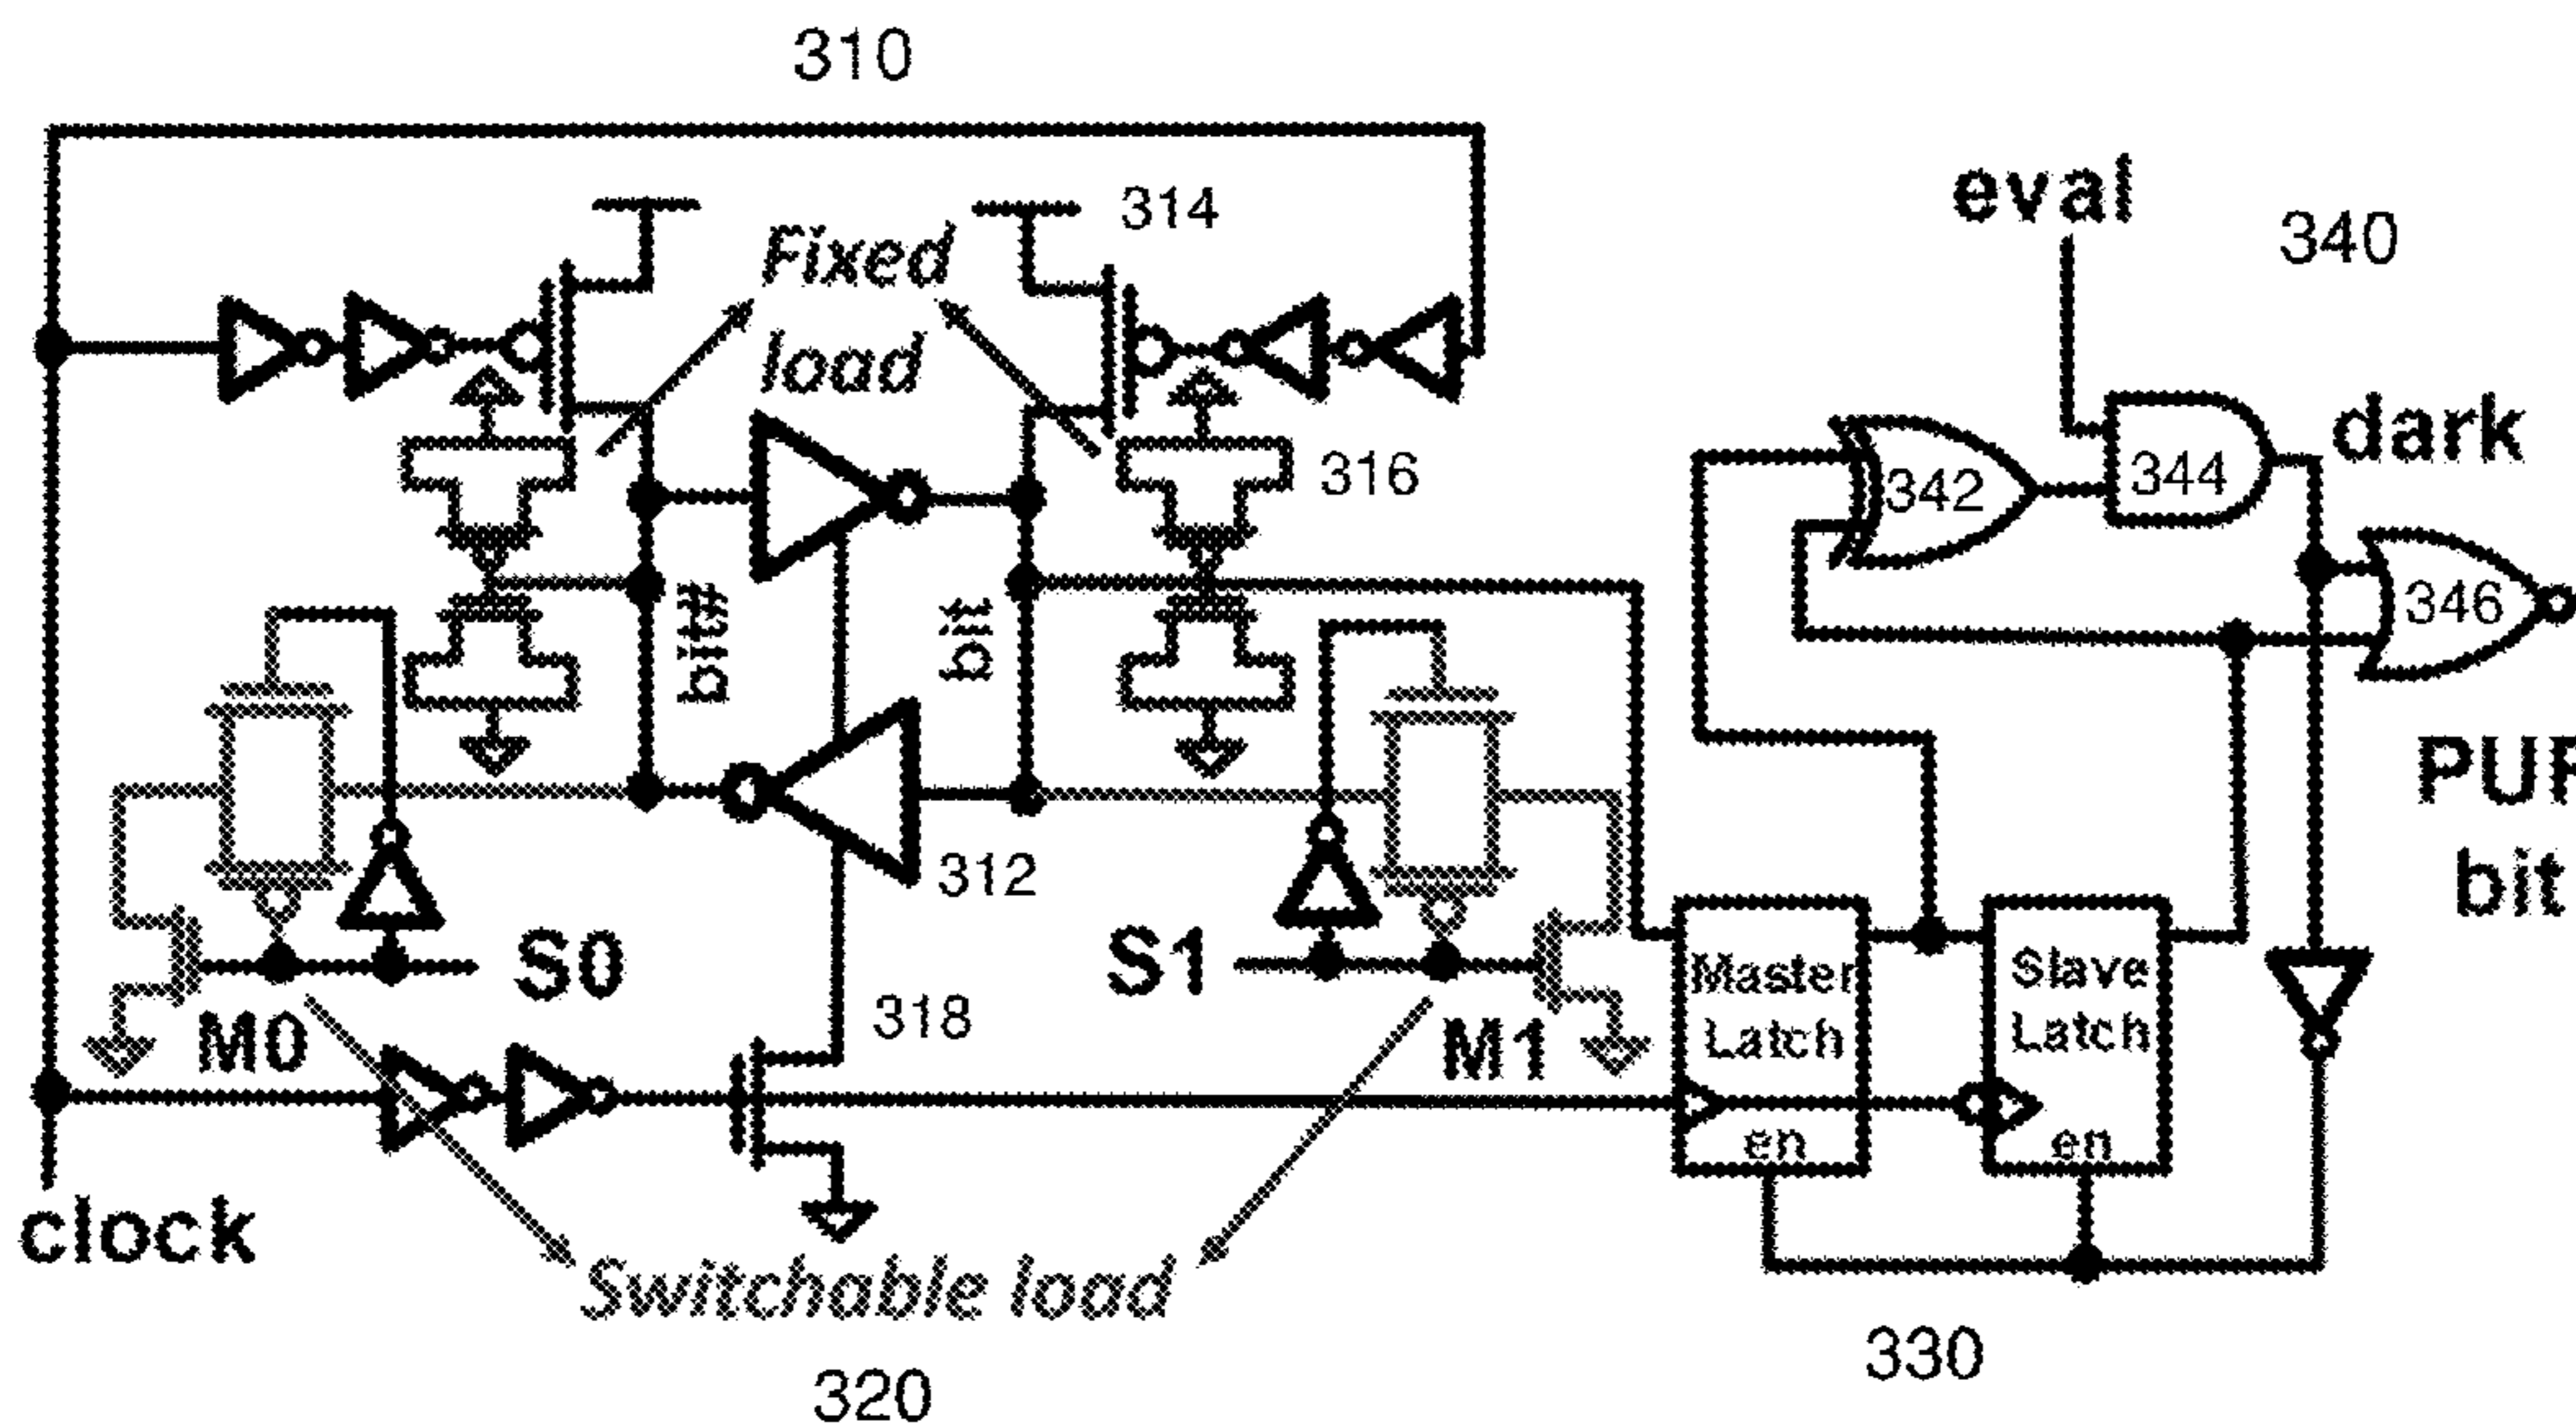 310
314
eval
340
Fixed
load
316
342
344
dark
346
bit#
bit
PUF
bit
312
S0
S1
318
M0
M1
Master
Latch
en
Slave
Latch
en
clock
Switchable load
320
330